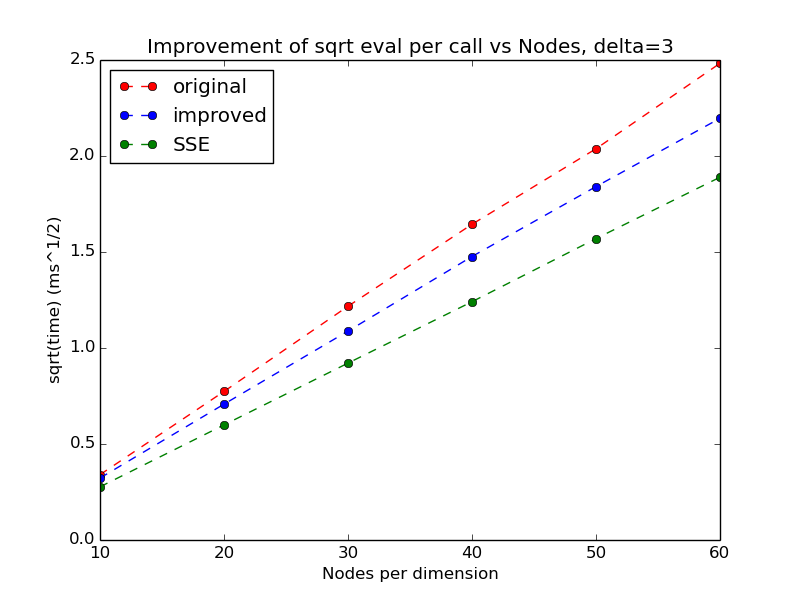 Improvement of sqrt eval per call vs Nodes, delta=3
original
improved
SSE
2.5
2.0
1.5
1.0
0.5
0.0
sqrt(time) (ms^1/2)
10 20 30 40 50 60
Nodes per dimension